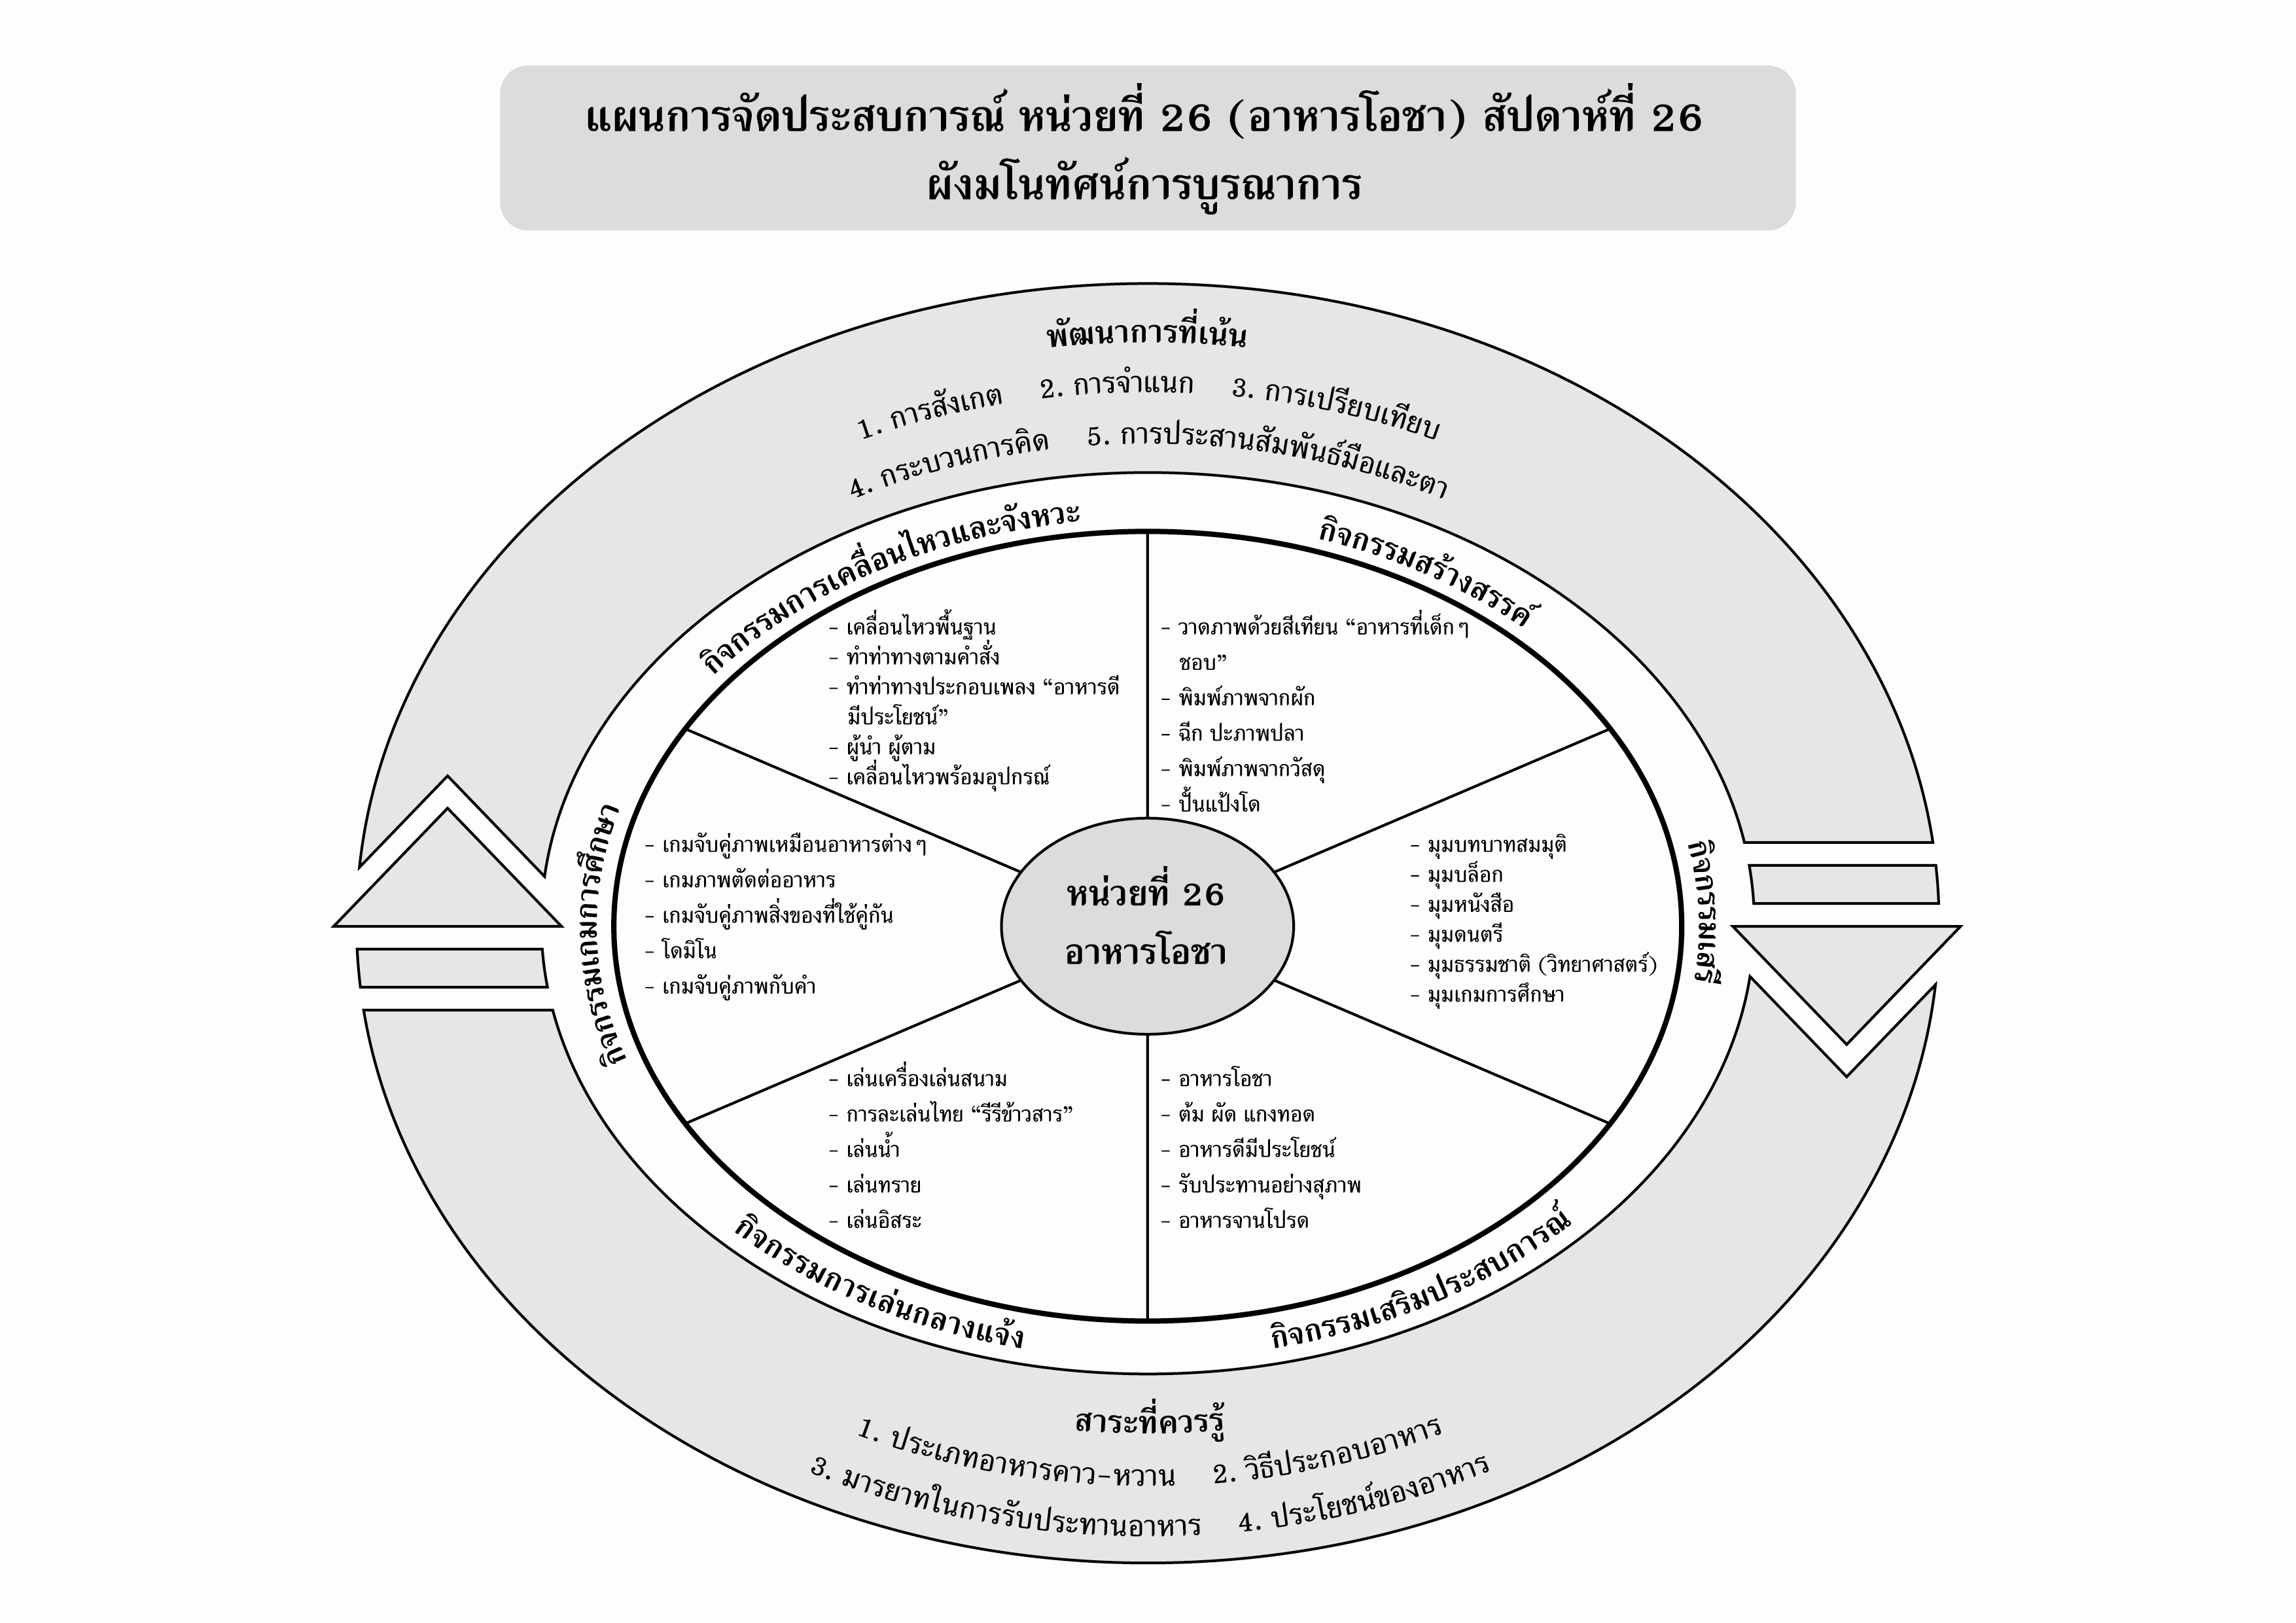 แผนการจัดประสบการณ์ หน่วยที่ 26 (อาหารโอชา) สัปดาห์ที่ 26
ผังมโนทัศน์การบูรณาการ
พัฒนาการที่เน้น
1. การสังเกต 2. การจำแนก 3. การเปรียบเทียบ
4. กระบวนการคิด 5. การประสานสัมพันธ์มือและตา
กิจกรรมการเคลื่อนไหวและจังหวะ
- เคลื่อนไหวพื้นฐาน
- ทำท่าทางตามคำสั่ง
- ทำท่าทางประกอบเพลง “อาหารดี
มีประโยชน์”
- ผู้นำ ผู้ตาม
- เคลื่อนไหวพร้อมอุปกรณ์
กิจกรรมสร้างสรรค์
- วาดภาพด้วยสีเทียน “อาหารที่เด็กๆ
ชอบ”
- พิมพ์ภาพจากผัก
- ฉีก ปะภาพปลา
- พิมพ์ภาพจากวัสดุ
- ปั้นแป้งโด
กิจกรรมเกมการศึกษา
- เกมจับคู่ภาพเหมือนอาหารต่างๆ
- เกมภาพตัดต่ออาหาร
- เกมจับคู่ภาพสิ่งของที่ใช้คู่กัน
- โดมิโน
- เกมจับคู่ภาพกับคำ
หน่วยที่ 26
อาหารโอชา
กิจกรรมเสรี
- มุมบทบาทสมมุติ
- มุมบล็อก
- มุมหนังสือ
- มุมดนตรี
- มุมธรรมชาติ (วิทยาศาสตร์)
- มุมเกมการศึกษา
- เล่นเครื่องเล่นสนาม
- การละเล่นไทย “รีรีข้าวสาร”
- เล่นน้ำ
- เล่นทราย
- เล่นอิสระ
กิจกรรมการเล่นกลางแจ้ง
- อาหารโอชา
- ต้ม ผัด แกงทอด
- อาหารดีมีประโยชน์
- รับประทานอย่างสุภาพ
- อาหารจานโปรด
กิจกรรมเสริมประสบการณ์
สาระที่ควรรู้
1. ประเภทอาหารคาว-หวาน 2. วิธีประกอบอาหาร
3. มารยาทในการรับประทานอาหาร 4. ประโยชน์ของอาหาร